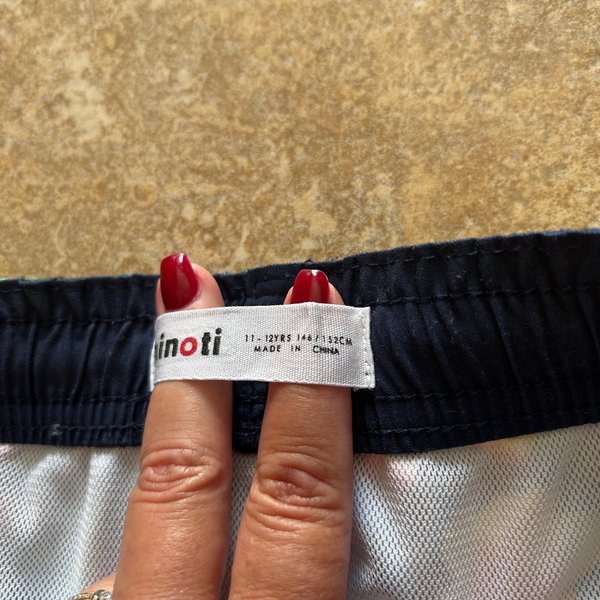 inoti
11-12YRS 146/152CM
MADE IN CHINA